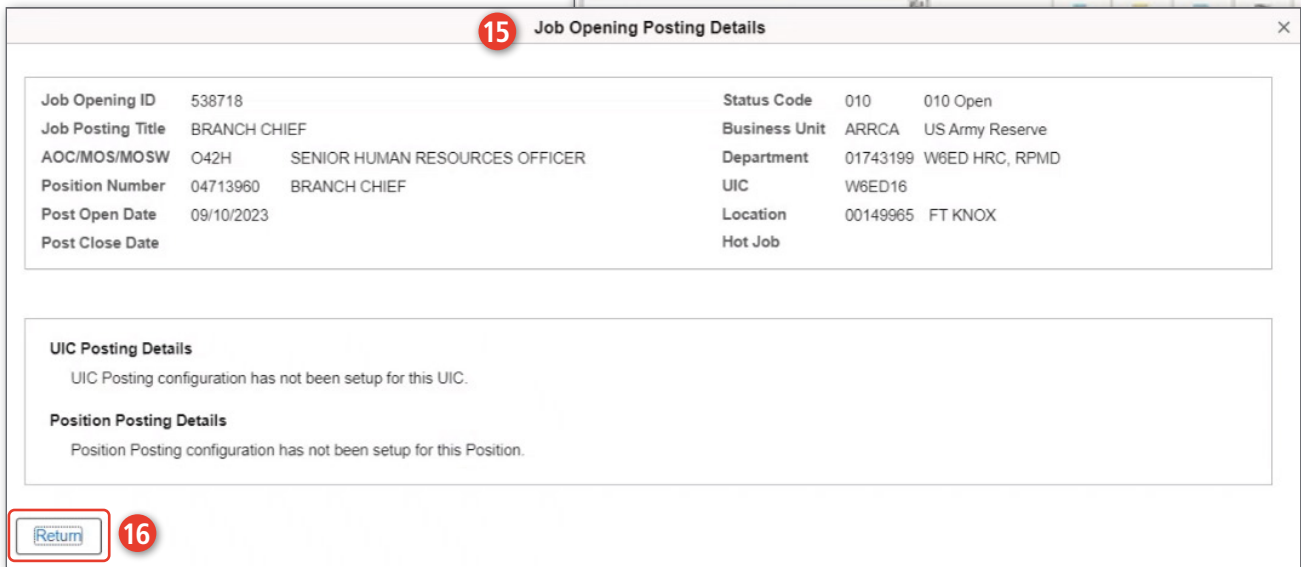 15 Job Opening Posting Details ×
Job Opening ID 538718 Status Code 010 010 Open
Job Posting Title BRANCH CHIEF Business Unit ARRCA US Army Reserve
AOC/MOS/MOSW O42H SENIOR HUMAN RESOURCES OFFICER Department 01743199 W6ED HRC, RPMD
Position Number 04713960 BRANCH CHIEF UIC W6ED16
Post Open Date 09/10/2023 Location 00149965 FT KNOX
Post Close Date Hot Job
UIC Posting Details
UIC Posting configuration has not been setup for this UIC.
Position Posting Details
Position Posting configuration has not been setup for this Position.
Return 16